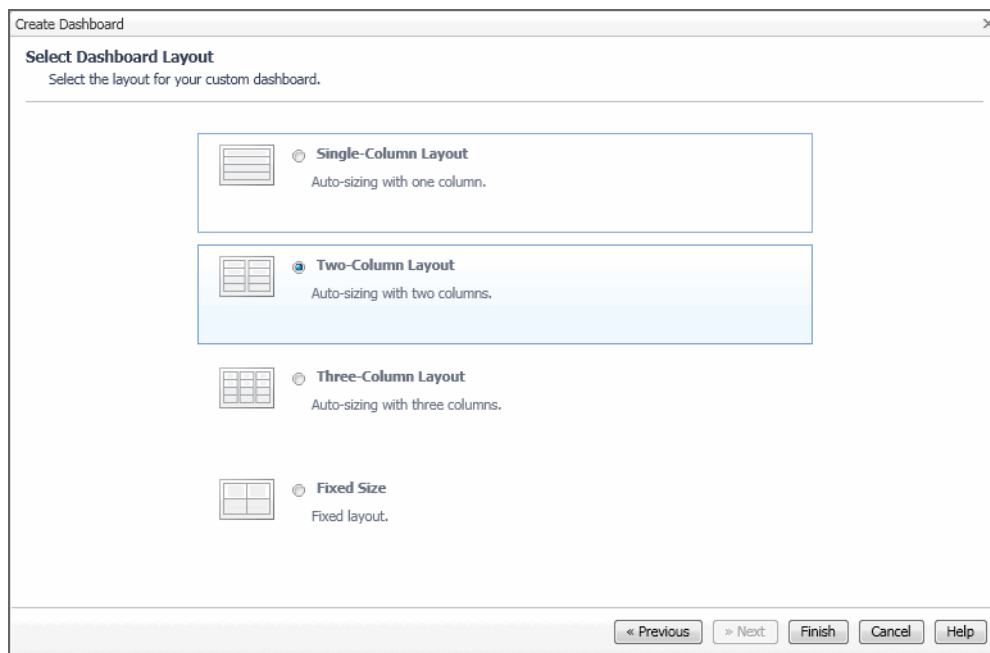 Create Dashboard
Select Dashboard Layout
Select the layout for your custom dashboard.
Single-Column Layout
Auto-sizing with one column.
Two-Column Layout
Auto-sizing with two columns.
Three-Column Layout
Auto-sizing with three columns.
Fixed Size
Fixed layout.
« Previous » Next Finish Cancel Help